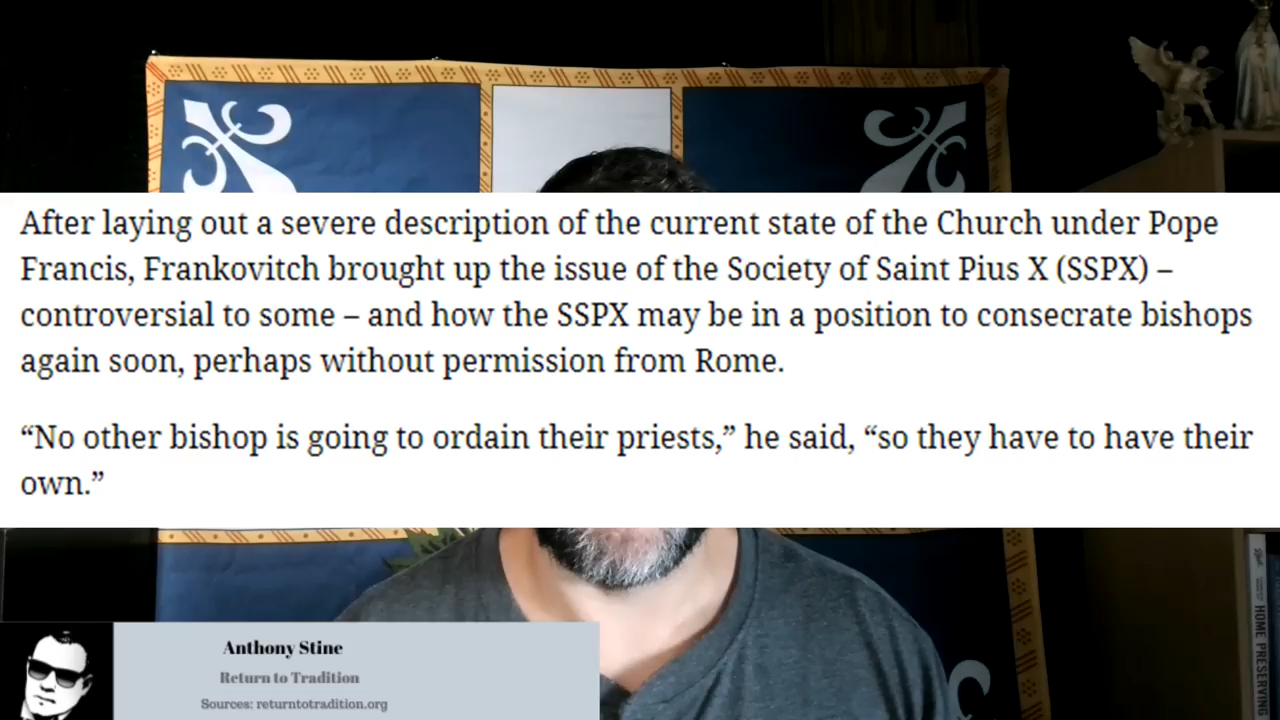 After laying out a severe description of the current state of the Church under Pope
Francis, Frankovitch brought up the issue of the Society of Saint Pius X (SSPX) –
controversial to some – and how the SSPX may be in a position to consecrate bishops
again soon, perhaps without permission from Rome.
“No other bishop is going to ordain their priests,” he said, “so they have to have their
own.”
Anthony Stine
Return to Tradition
Sources: returntotradition.org
HOME PRESERVING